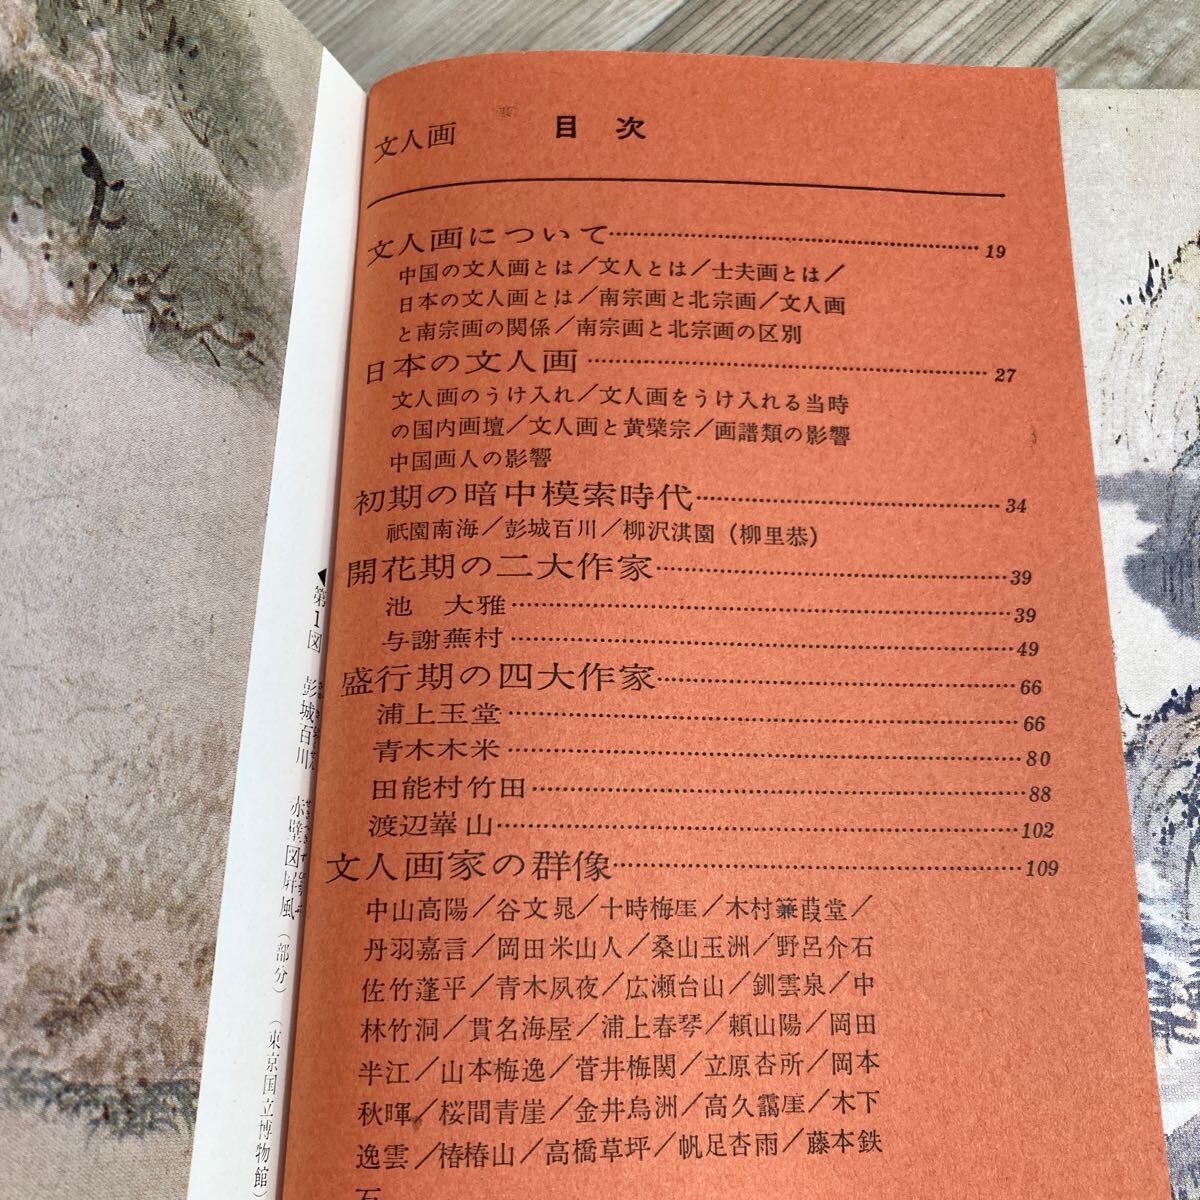 文人画 目次
文人画について 19
中国の文人画とは/文人とは/士夫画とは/
日本の文人画とは/南宗画と北宗画/文人画
と南宗画の関係/南宗画と北宗画の区別
日本の文人画 27
文人画のうけ入れ/文人画をうけ入れる当時
の国内画壇/文人画と黄檗宗/画譜類の影響
中国画人の影響
初期の暗中模索時代 34
祇園南海/彭城百川/柳沢淇園(柳里恭)
開花期の二大作家 39
池 大雅 39
与謝蕪村 49
盛行期の四大作家 66
浦上玉堂 66
青木木米 80
田能村竹田 88
渡辺崋山 102
文人画家の群像 109
中山高陽/谷文晁/十時梅厓/木村蒹葭堂/
丹羽嘉言/岡田米山人/桑山玉洲/野呂介石
佐竹蓬平/青木夙夜/広瀬台山/釧雲泉/中
林竹洞/貫名海屋/浦上春琴/頼山陽/岡田
半江/山本梅逸/菅井梅関/立原杏所/岡本
秋暉/桜間青崖/金井烏洲/高久靄厓/木下
逸雲/椿椿山/高橋草坪/帆足杏雨/藤本鉄
石
◀第1図 彭城百川 赤壁図屏風(部分)(東京国立博物館)